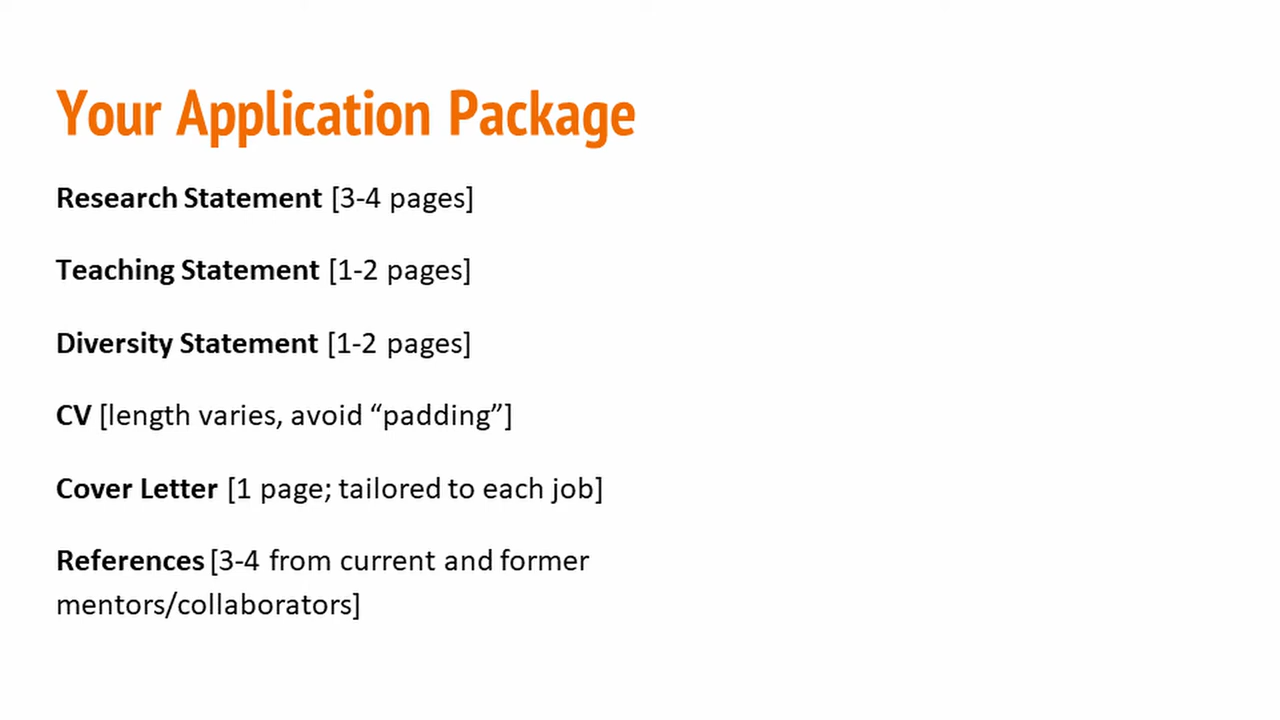 Your Application Package
Research Statement [3-4 pages]
Teaching Statement [1-2 pages]
Diversity Statement [1-2 pages]
CV [length varies, avoid “padding”]
Cover Letter [1 page; tailored to each job]
References [3-4 from current and former
mentors/collaborators]